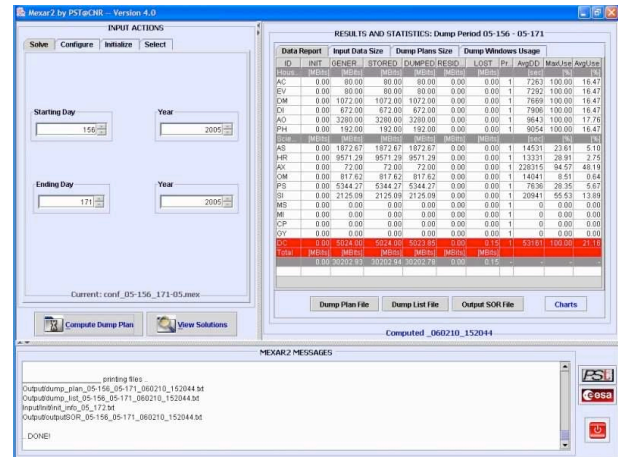 Mexar2 by PST@CNR -- Version 4.0
INPUT ACTIONS
Solve Configure Initialize Select
Starting Day Year
156 2005
Ending Day Year
171 2005
Current: conf_05-156_171-05.mex
Compute Dump Plan View Solutions
RESULTS AND STATISTICS: Dump Period 05-156 - 05-171
Data Report Input Data Size Dump Plans Size Dump Windows Usage
ID INIT GENER... STORED DUMPED RESID... LOST Pr... AvgDD MaxUse AvgUse
Hous... [MBits] [MBits] [MBits] [MBits] [MBits] [MBits] [sec] [%] [%]
AC 0.00 80.00 80.00 80.00 0.00 0.00 1 7263 100.00 16.47
EV 0.00 80.00 80.00 80.00 0.00 0.00 1 7292 100.00 16.47
DM 0.00 1072.00 1072.00 1072.00 0.00 0.00 1 7669 100.00 16.47
DI 0.00 672.00 672.00 672.00 0.00 0.00 1 7906 100.00 16.47
AO 0.00 3280.00 3280.00 3280.00 0.00 0.00 1 9643 100.00 17.76
PH 0.00 192.00 192.00 192.00 0.00 0.00 1 9054 100.00 16.47
Scie... [MBits] [MBits] [MBits] [MBits] [MBits] [MBits] [sec] [%] [%]
AS 0.00 1872.67 1872.67 1872.67 0.00 0.00 1 14531 23.61 5.10
HR 0.00 9571.29 9571.29 9571.29 0.00 0.00 1 13331 28.91 2.75
AX 0.00 72.00 72.00 72.00 0.00 0.00 1 228315 94.57 48.19
OM 0.00 817.62 817.62 817.62 0.00 0.00 1 14041 8.51 0.64
PS 0.00 5344.27 5344.27 5344.27 0.00 0.00 1 7636 28.35 5.67
SI 0.00 2125.09 2125.09 2125.09 0.00 0.00 1 20941 55.53 13.89
MS 0.00 0.00 0.00 0.00 0.00 0.00 1 0 0.00 0.00
MI 0.00 0.00 0.00 0.00 0.00 0.00 1 0 0.00 0.00
CP 0.00 0.00 0.00 0.00 0.00 0.00 1 0 0.00 0.00
GY 0.00 0.00 0.00 0.00 0.00 0.00 1 0 0.00 0.00
DC 0.00 5024.00 5024.00 5023.85 0.00 0.15 1 53181 100.00 21.18
Total [MBits] [MBits] [MBits] [MBits] [MBits] [MBits]
0.00 30202.93 30202.94 30202.78 0.00 0.15 - - - -
Dump Plan File Dump List File Output SOR File Charts
Computed _060210_152044
MEXAR2 MESSAGES
printing files ..
Output/dump_plan_05-156_05-171_060210_152044.txt
Output/dump_list_05-156_05-171_060210_152044.txt
Input/Init/init_info_05_172.txt
Output/outputSOR_05-156_05-171_060210_152044.txt
.. DONE!
PST
esa